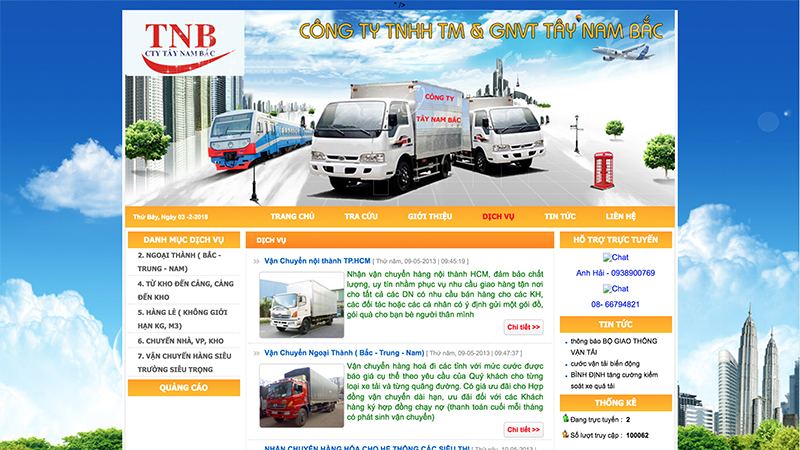 " />
TNB
CTY TÂY NAM BẮC
CÔNG TY TNHH TM & GNVT TÂY NAM BẮC
CÔNG TY
TÂY NAM BẮC
Thứ Bảy, Ngày 03 -2-2018
TRANG CHỦ
TRA CỨU
GIỚI THIỆU
DỊCH VỤ
TIN TỨC
LIÊN HỆ
DANH MỤC DỊCH VỤ
2. NGOẠI THÀNH ( BẮC -
TRUNG - NAM)
4. TỪ KHO ĐẾN CẢNG, CẢNG
ĐẾN KHO
5. HÀNG LẺ ( KHÔNG GIỚI
HẠN KG, M3)
6. CHUYỂN NHÀ, VP, KHO
7. VẬN CHUYỂN HÀNG SIÊU
TRƯỜNG SIÊU TRỌNG
QUẢNG CÁO
DỊCH VỤ
Vận Chuyển nội thành TP.HCM [ Thứ năm, 09-05-2013 | 09:45:19 ]
Nhận vận chuyển hàng nội thành HCM, đảm bảo chất
lượng, uy tín nhằm phục vụ nhu cầu giao hàng tận nơi
cho tất cả các DN có nhu cầu bán hàng cho các KH,
các đối tác hoặc các cá nhân có ý định gửi một gói đồ,
gói quà cho bạn bè người thân mình
Chi tiết >>
Vận Chuyển Ngoại Thành ( Bắc - Trung - Nam) [ Thứ năm, 09-05-2013 | 09:47:37 ]
Vận chuyển hàng hoá đi các tỉnh với mức cước được
báo giá cụ thể theo yêu cầu của Quý khách cho từng
loại xe tải và từng quãng đường. Có giá ưu đãi cho Hợp
đồng vận chuyển dài hạn, ưu đãi đối với các Khách
hàng ký hợp đồng chạy nợ (thanh toán cuối mỗi tháng
có phát sinh vận chuyển)
Chi tiết >>
NHẬN CHUYÊN HÀNG HÓA CHO HỆ THỐNG CÁC SIÊU THỊ [ Thứ sáu, 10-05-2013 |
HỖ TRỢ TRỰC TUYẾN
Chat
Anh Hải - 0938900769
Chat
08- 66794821
TIN TỨC
thông báo BỘ GIAO THÔNG
VẬN TẢI
cước vận tải biển động
BÌNH ĐỊNH tăng cường kiểm
soát xe quá tải
THỐNG KÊ
Đang trực tuyến : 2
Số lượt truy cập : 100062